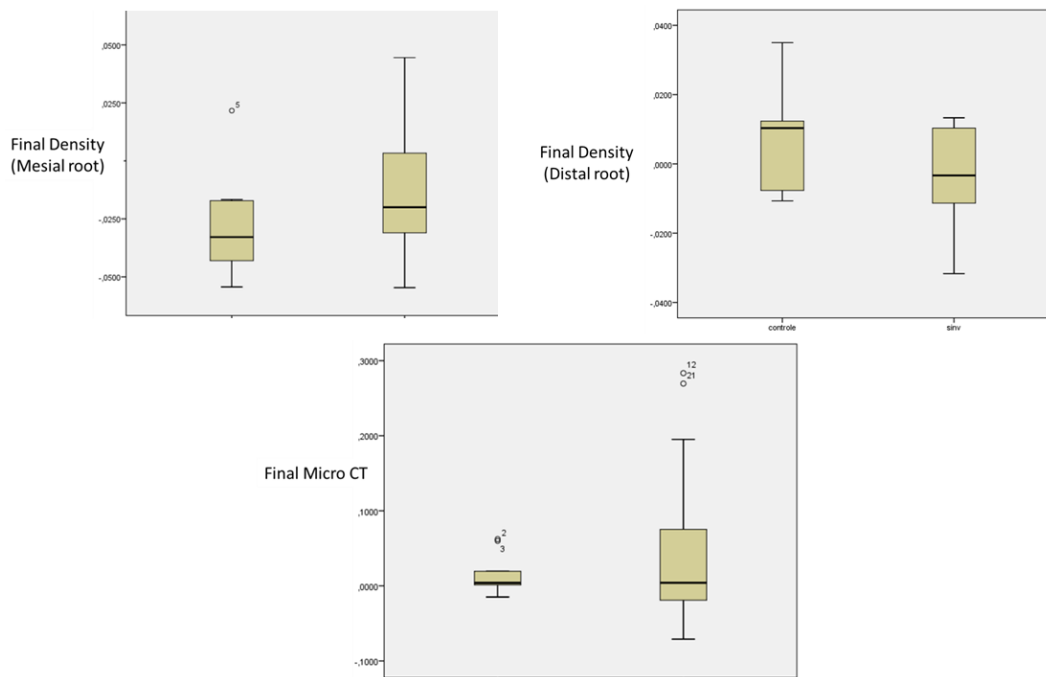 Final Density
(Mesial root)
,0500
,0250
-,0250
-,0500
5
Final Density
(Distal root)
,0400
,0200
,0000
-,0200
-,0400
controle
sinv
Final Micro CT
,3000
,2000
,1000
,0000
-,1000
2
3
12
21